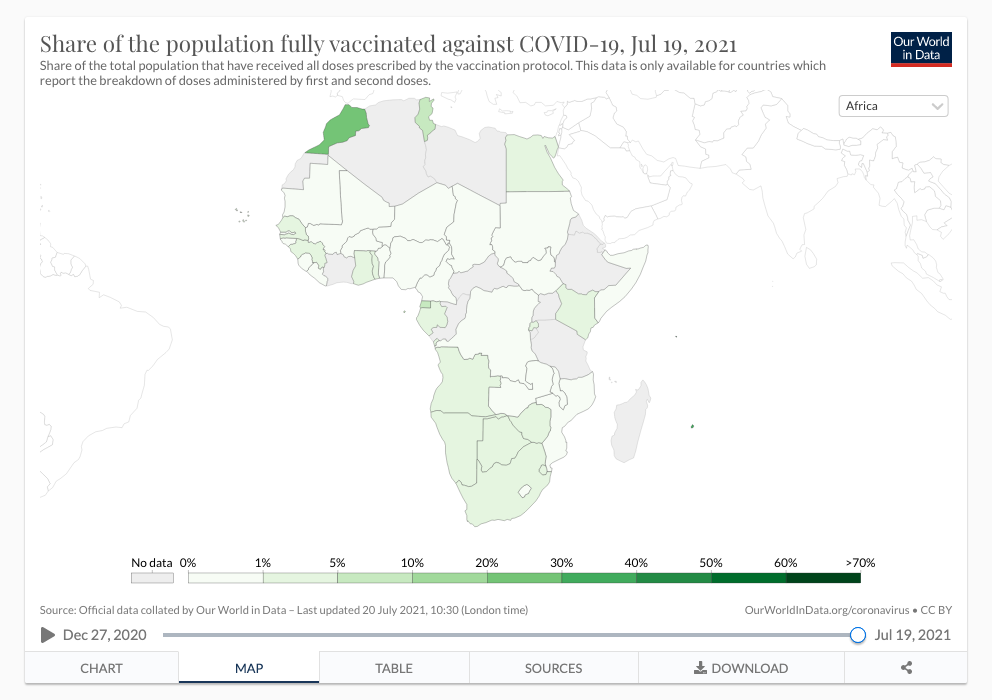 Share of the population fully vaccinated against COVID-19, Jul 19, 2021
Share of the total population that have received all doses prescribed by the vaccination protocol. This data is only available for countries which
report the breakdown of doses administered by first and second doses.
Our World
in Data
Africa
No data 0% 1% 5% 10% 20% 30% 40% 50% 60% >70%
Source: Official data collated by Our World in Data – Last updated 20 July 2021, 10:30 (London time)
OurWorldInData.org/coronavirus • CC BY
Dec 27, 2020
Jul 19, 2021
CHART MAP TABLE SOURCES DOWNLOAD